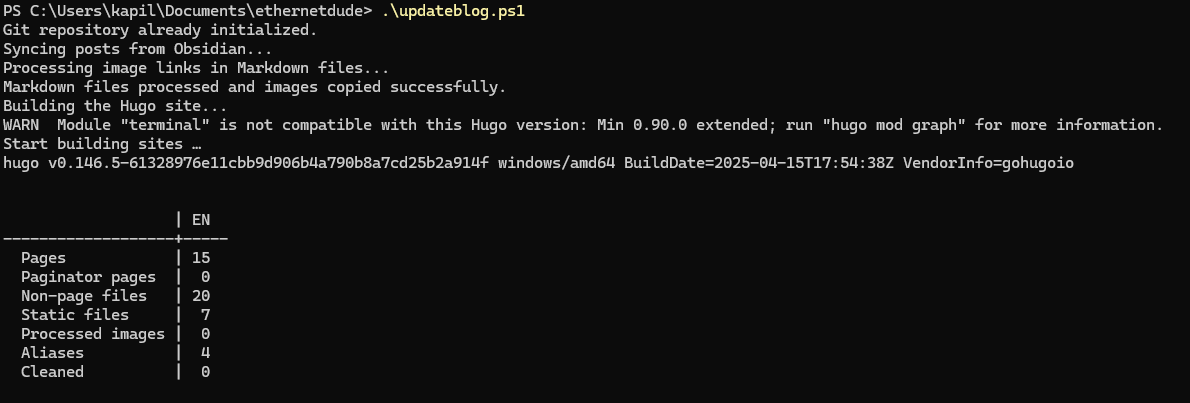 PS C:\Users\kapil\Documents\ethernetdude> .\updateblog.ps1
Git repository already initialized.
Syncing posts from Obsidian...
Processing image links in Markdown files...
Markdown files processed and images copied successfully.
Building the Hugo site...
WARN  Module "terminal" is not compatible with this Hugo version: Min 0.90.0 extended; run "hugo mod graph" for more information.
Start building sites …
hugo v0.146.5-61328976e11cbb9d906b4a790b8a7cd25b2a914f windows/amd64 BuildDate=2025-04-15T17:54:38Z VendorInfo=gohugoio
                   | EN
-------------------+-----
  Pages            | 15
  Paginator pages  |  0
  Non-page files   | 20
  Static files     |  7
  Processed images |  0
  Aliases          |  4
  Cleaned          |  0